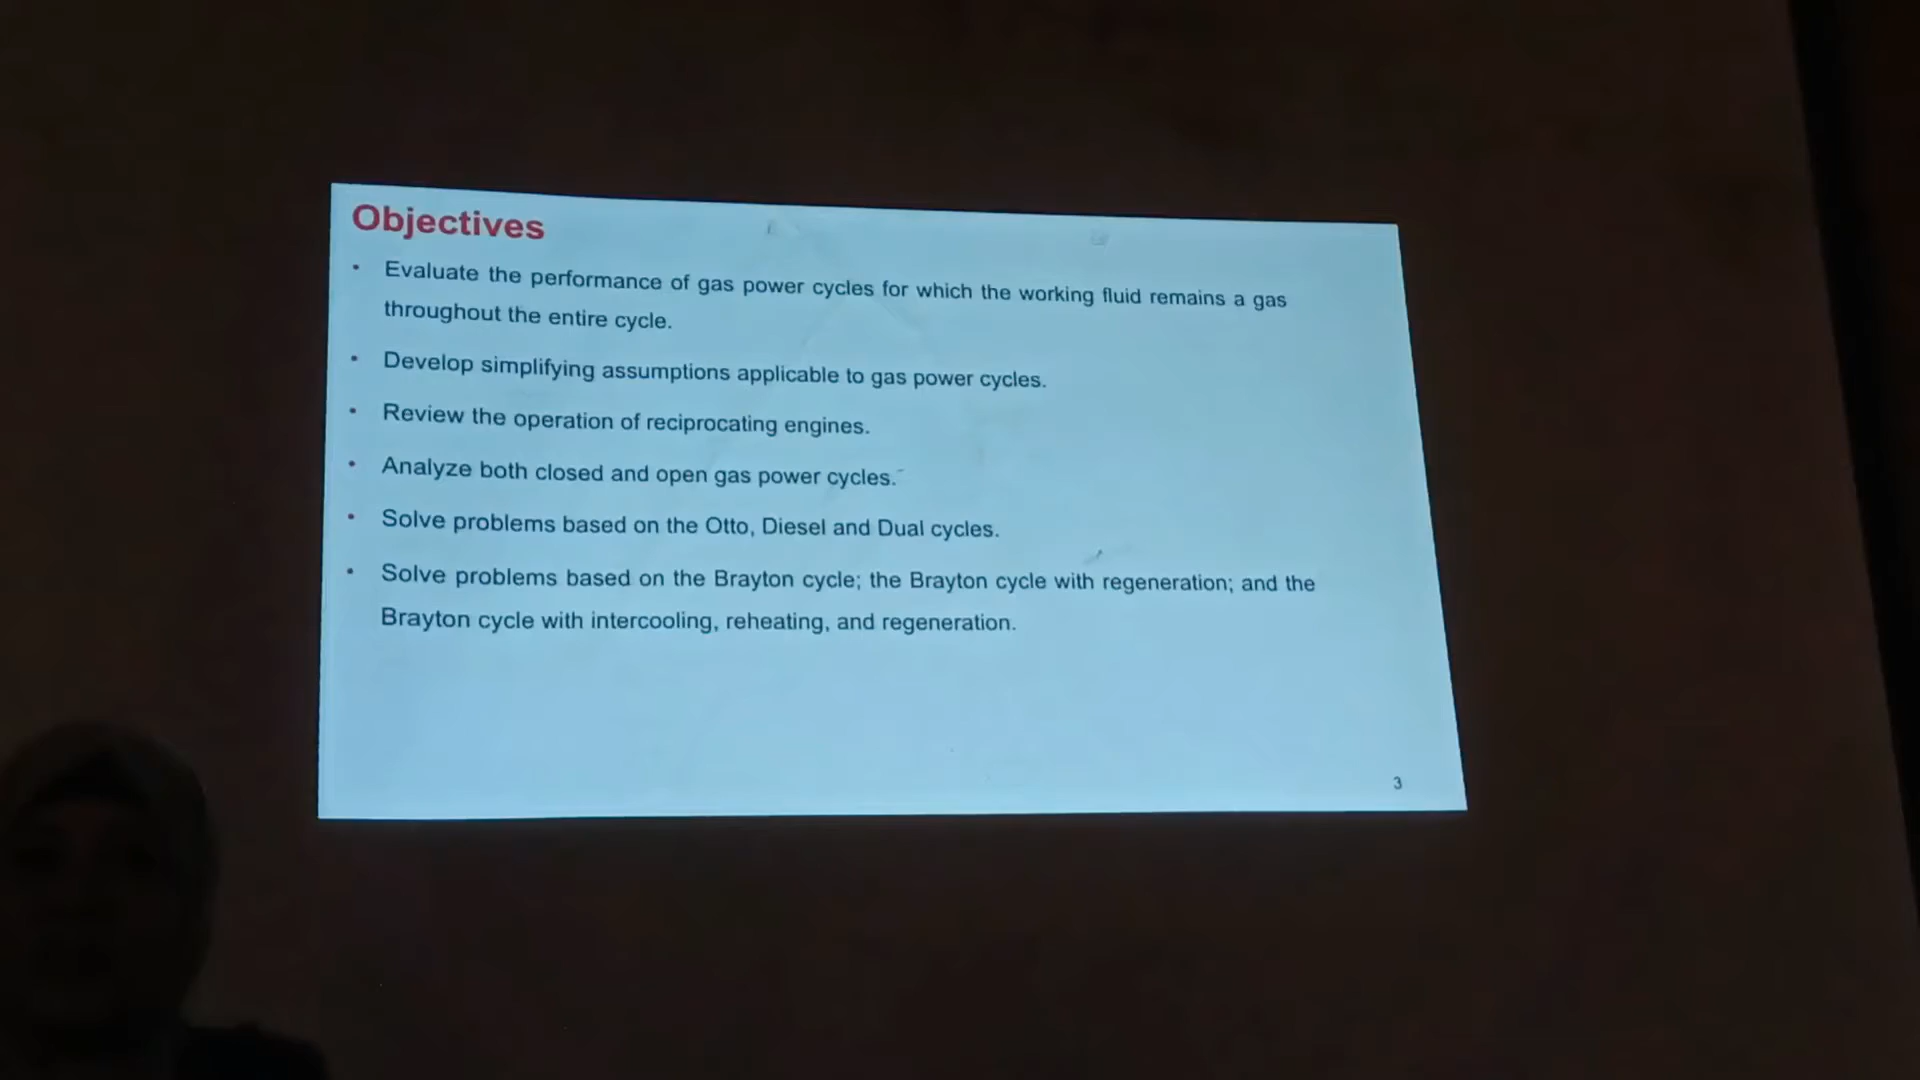 Objectives
• Evaluate the performance of gas power cycles for which the working fluid remains a gas
throughout the entire cycle.
• Develop simplifying assumptions applicable to gas power cycles.
• Review the operation of reciprocating engines.
• Analyze both closed and open gas power cycles.
• Solve problems based on the Otto, Diesel and Dual cycles.
• Solve problems based on the Brayton cycle; the Brayton cycle with regeneration; and the
Brayton cycle with intercooling, reheating, and regeneration.
3